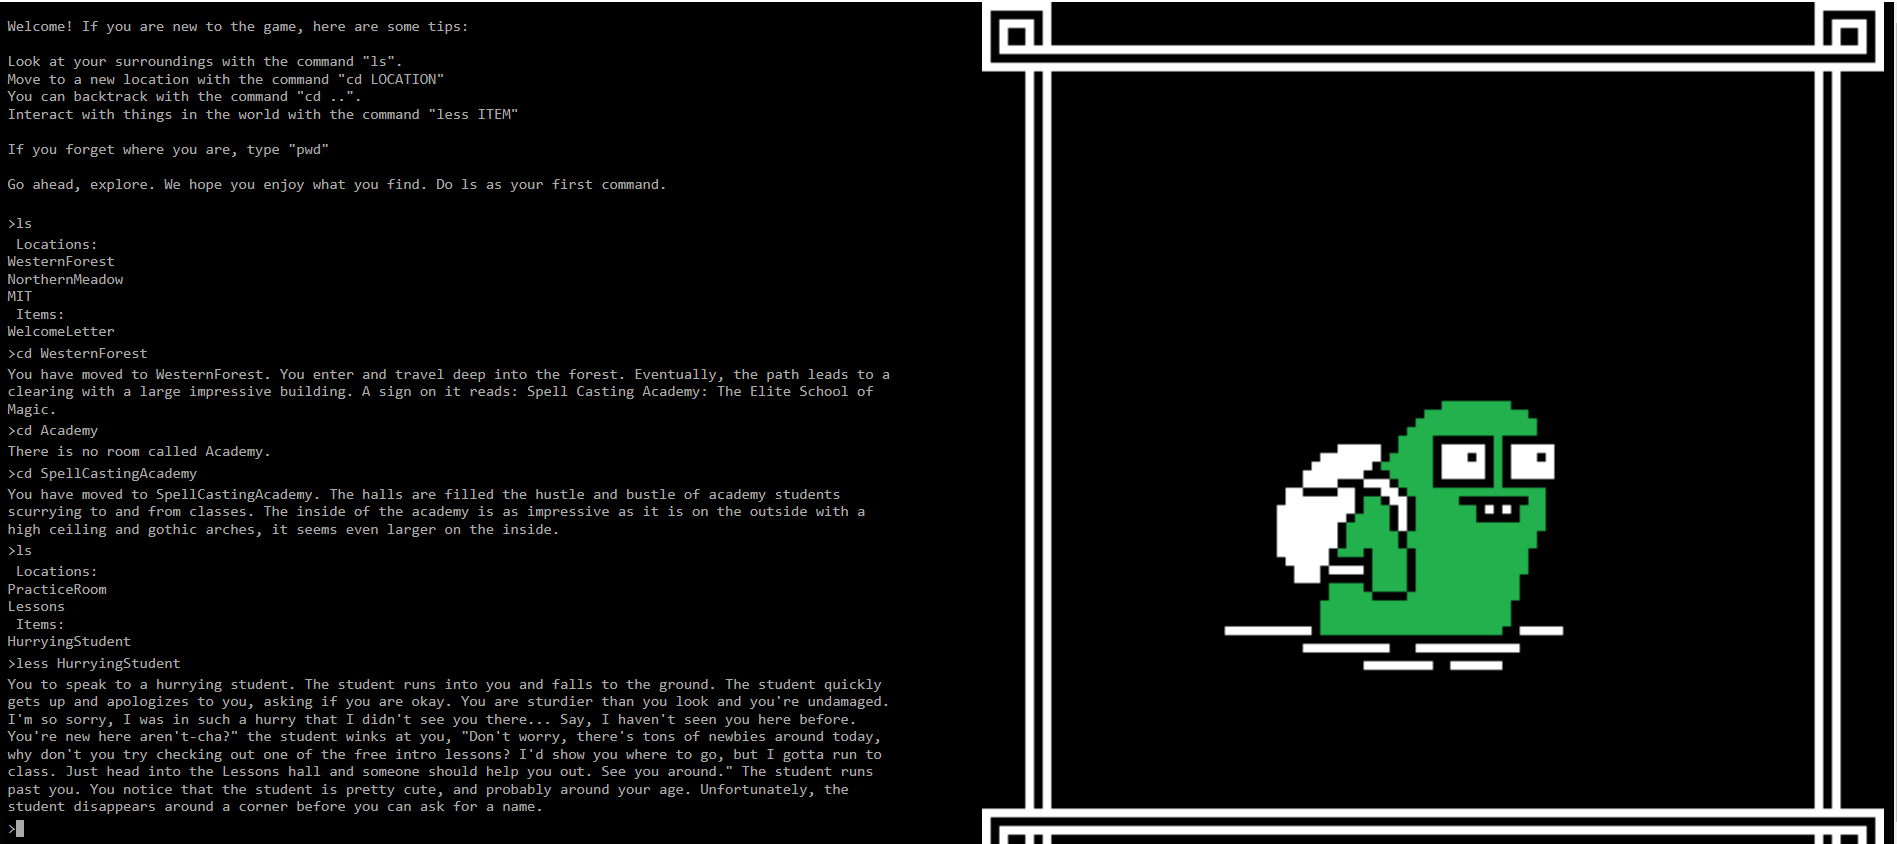 Welcome! If you are new to the game, here are some tips:
Look at your surroundings with the command "ls".
Move to a new location with the command "cd LOCATION"
You can backtrack with the command "cd ..".
Interact with things in the world with the command "less ITEM"
If you forget where you are, type "pwd"
Go ahead, explore. We hope you enjoy what you find. Do ls as your first command.
>ls
Locations:
WesternForest
NorthernMeadow
MIT
Items:
WelcomeLetter
>cd WesternForest
You have moved to WesternForest. You enter and travel deep into the forest. Eventually, the path leads to a
clearing with a large impressive building. A sign on it reads: Spell Casting Academy: The Elite School of
Magic.
>cd Academy
There is no room called Academy.
>cd SpellCastingAcademy
You have moved to SpellCastingAcademy. The halls are filled the hustle and bustle of academy students
scurrying to and from classes. The inside of the academy is as impressive as it is on the outside with a
high ceiling and gothic arches, it seems even larger on the inside.
>ls
Locations:
PracticeRoom
Lessons
Items:
HurryingStudent
>less HurryingStudent
You to speak to a hurrying student. The student runs into you and falls to the ground. The student quickly
gets up and apologizes to you, asking if you are okay. You are sturdier than you look and you're undamaged.
I'm so sorry, I was in such a hurry that I didn't see you there... Say, I haven't seen you here before.
You're new here aren't-cha?" the student winks at you, "Don't worry, there's tons of newbies around today,
why don't you try checking out one of the free intro lessons? I'd show you where to go, but I gotta run to
class. Just head into the Lessons hall and someone should help you out. See you around." The student runs
past you. You notice that the student is pretty cute, and probably around your age. Unfortunately, the
student disappears around a corner before you can ask for a name.
>